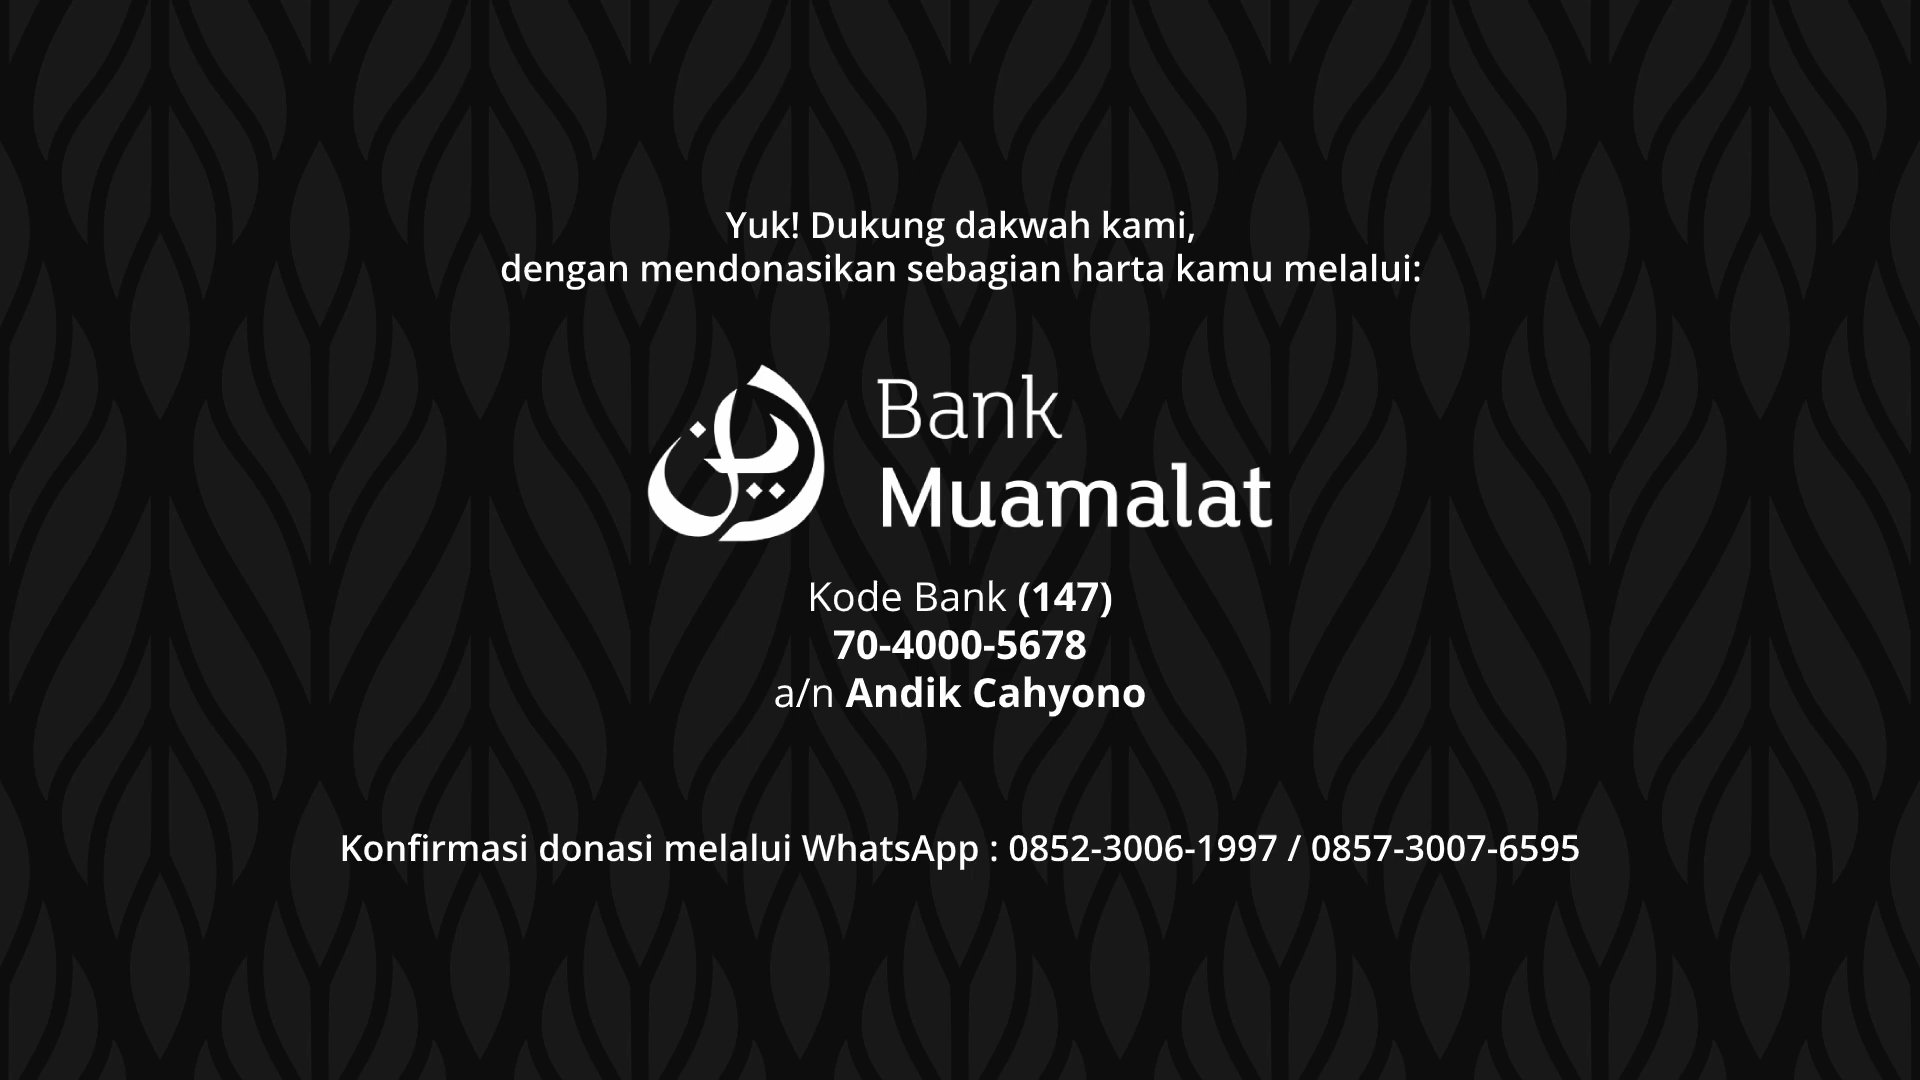 Yuk! Dukung dakwah kami,
dengan mendonasikan sebagian harta kamu melalui:
Bank
Muamalat
Kode Bank (147)
70-4000-5678
a/n Andik Cahyono
Konfirmasi donasi melalui WhatsApp : 0852-3006-1997 / 0857-3007-6595